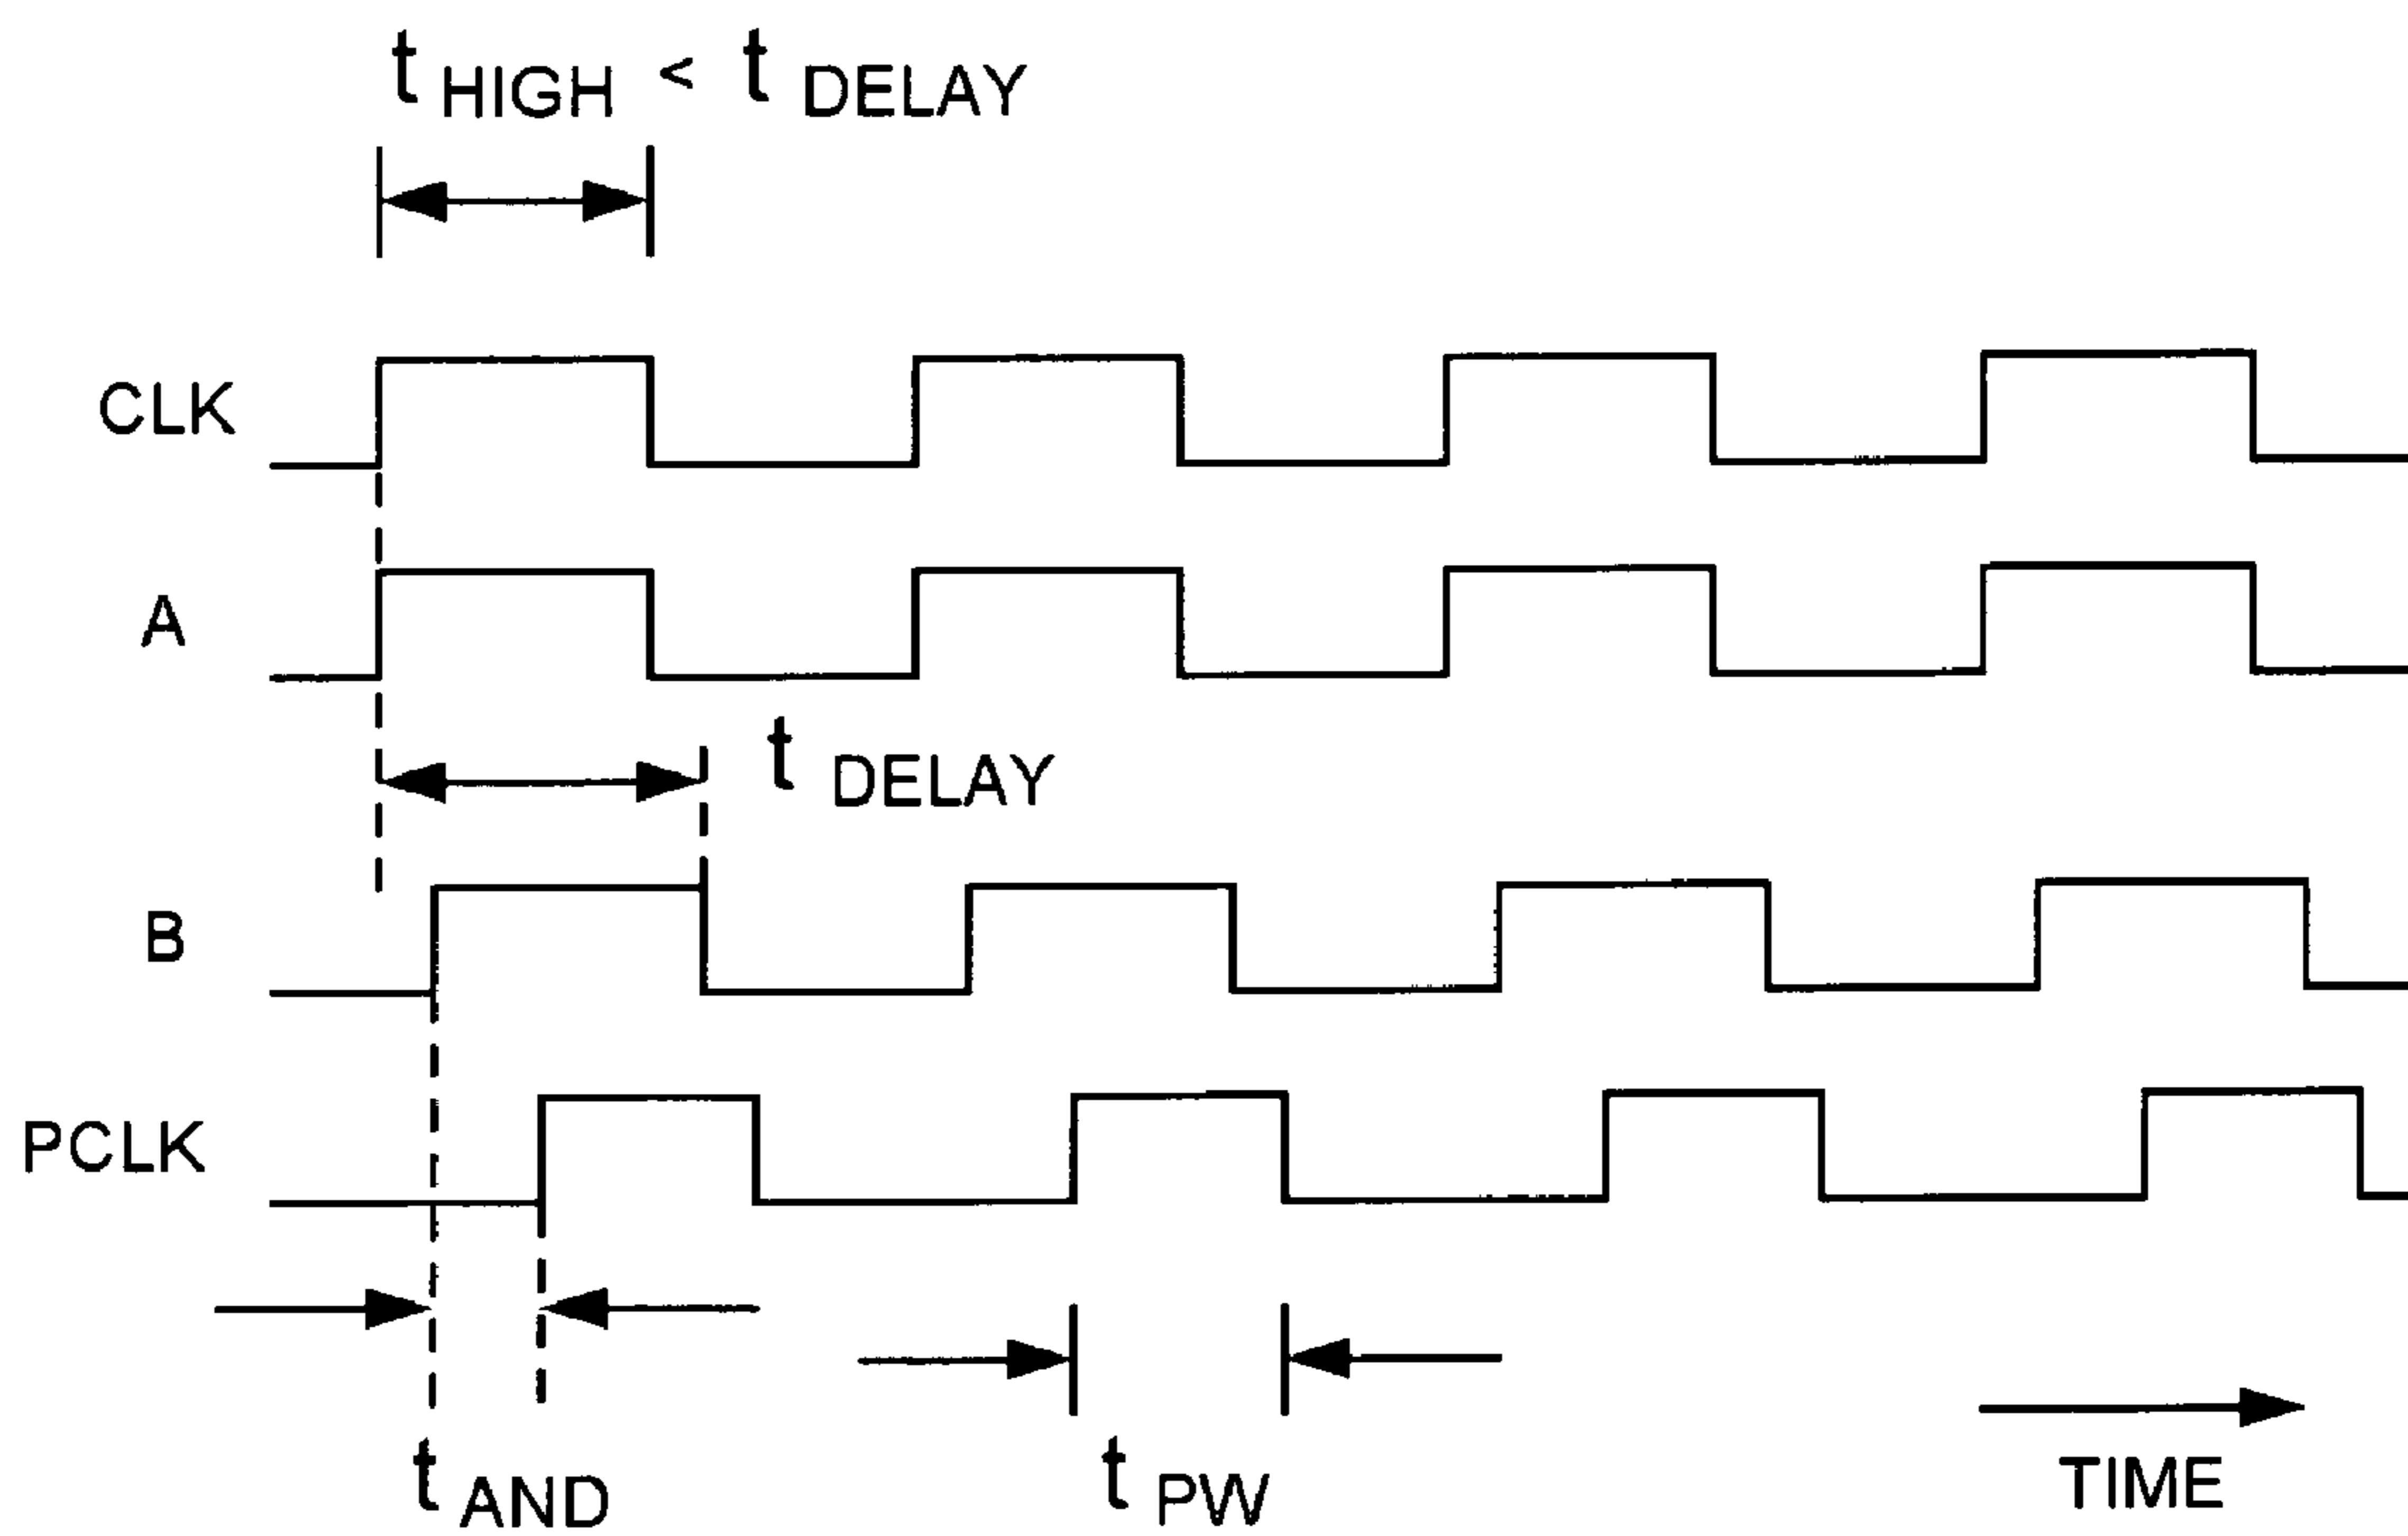 t HIGH < t DELAY
CLK
A
t DELAY
B
PCLK
t AND
t PW
TIME